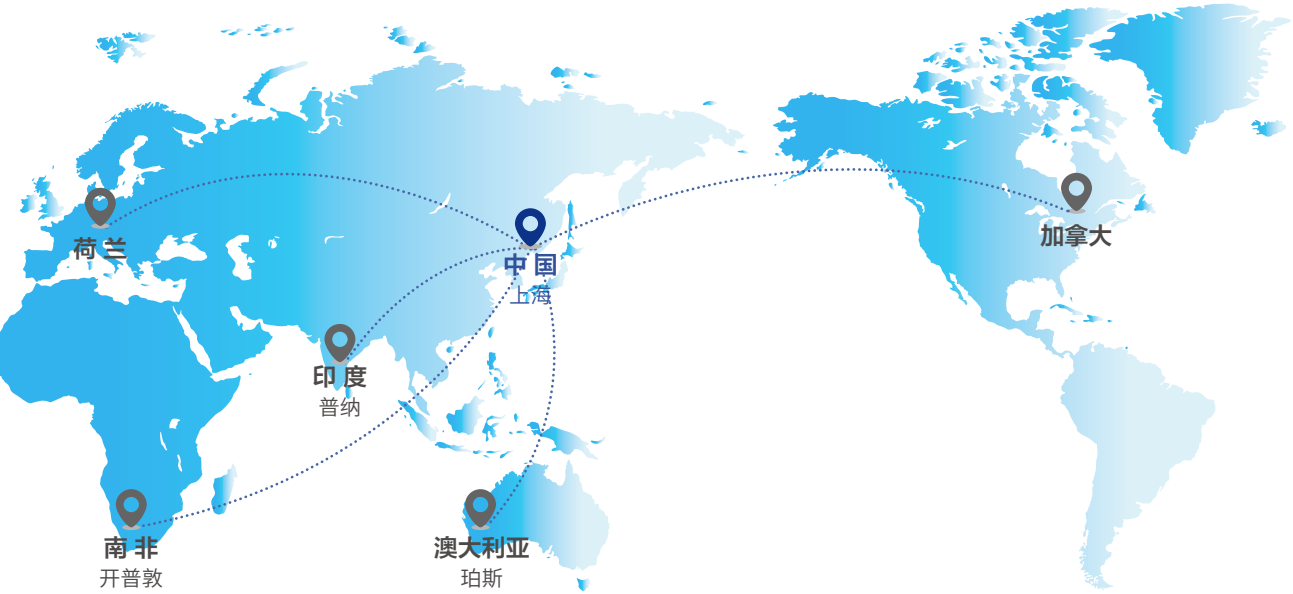 荷 兰
中 国
上海
加拿大
印 度
普纳
南 非
开普敦
澳大利亚
珀斯